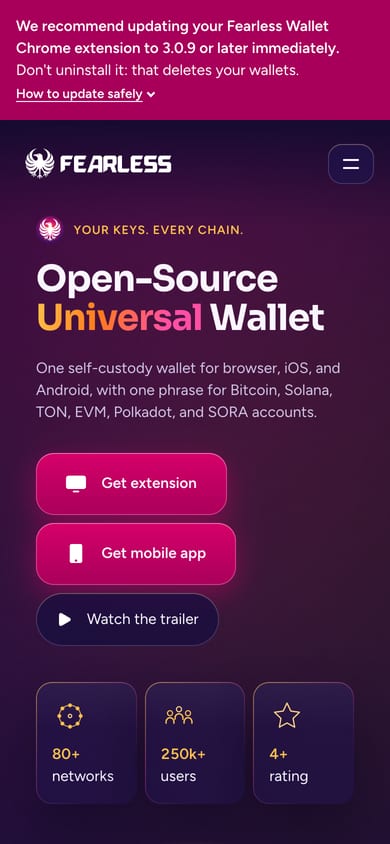 We recommend updating your Fearless Wallet
Chrome extension to 3.0.9 or later immediately.
Don't uninstall it: that deletes your wallets.
How to update safely
FEARLESS
YOUR KEYS. EVERY CHAIN.
Open-Source
Universal Wallet
One self-custody wallet for browser, iOS, and
Android, with one phrase for Bitcoin, Solana,
TON, EVM, Polkadot, and SORA accounts.
Get extension
Get mobile app
Watch the trailer
80+
networks
250k+
users
4+
rating